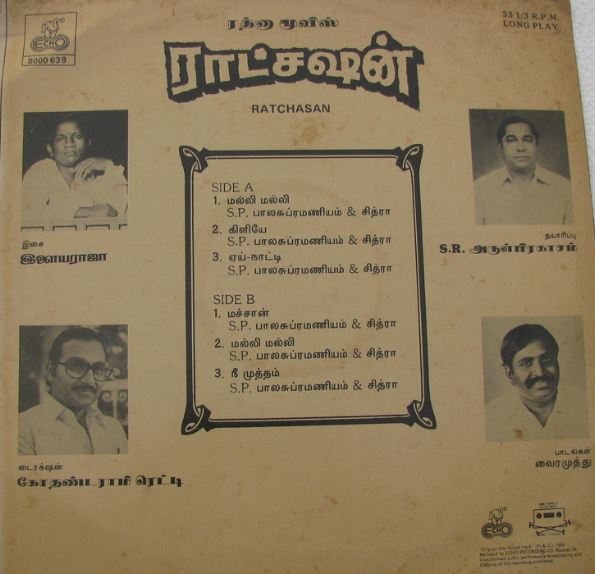 ECHO
8000 639
ரத்னா மூவிஸ்
33 1/3 R.P.M.
LONG PLAY
ராட்சஷன்
RATCHASAN
SIDE A
1. மல்லி மல்லி
S.P. பாலசுப்ரமணியம் & சித்ரா
2. கிளியே
S.P. பாலசுப்ரமணியம் & சித்ரா
3. ஏய்-நாட்டி
S.P. பாலசுப்ரமணியம் & சித்ரா
SIDE B
1. மச்சான்
S.P. பாலசுப்ரமணியம் & சித்ரா
2. மல்லி மல்லி
S.P. பாலசுப்ரமணியம் & சித்ரா
3. நீ முத்தம்
S.P. பாலசுப்ரமணியம் & சித்ரா
இசை
இளையராஜா
தயாரிப்பு
S.R. அருள்பிரகாசம்
டைரக்ஷன்
கோதண்டராமி ரெட்டி
பாடல்கள்
வைரமுத்து
ECHO